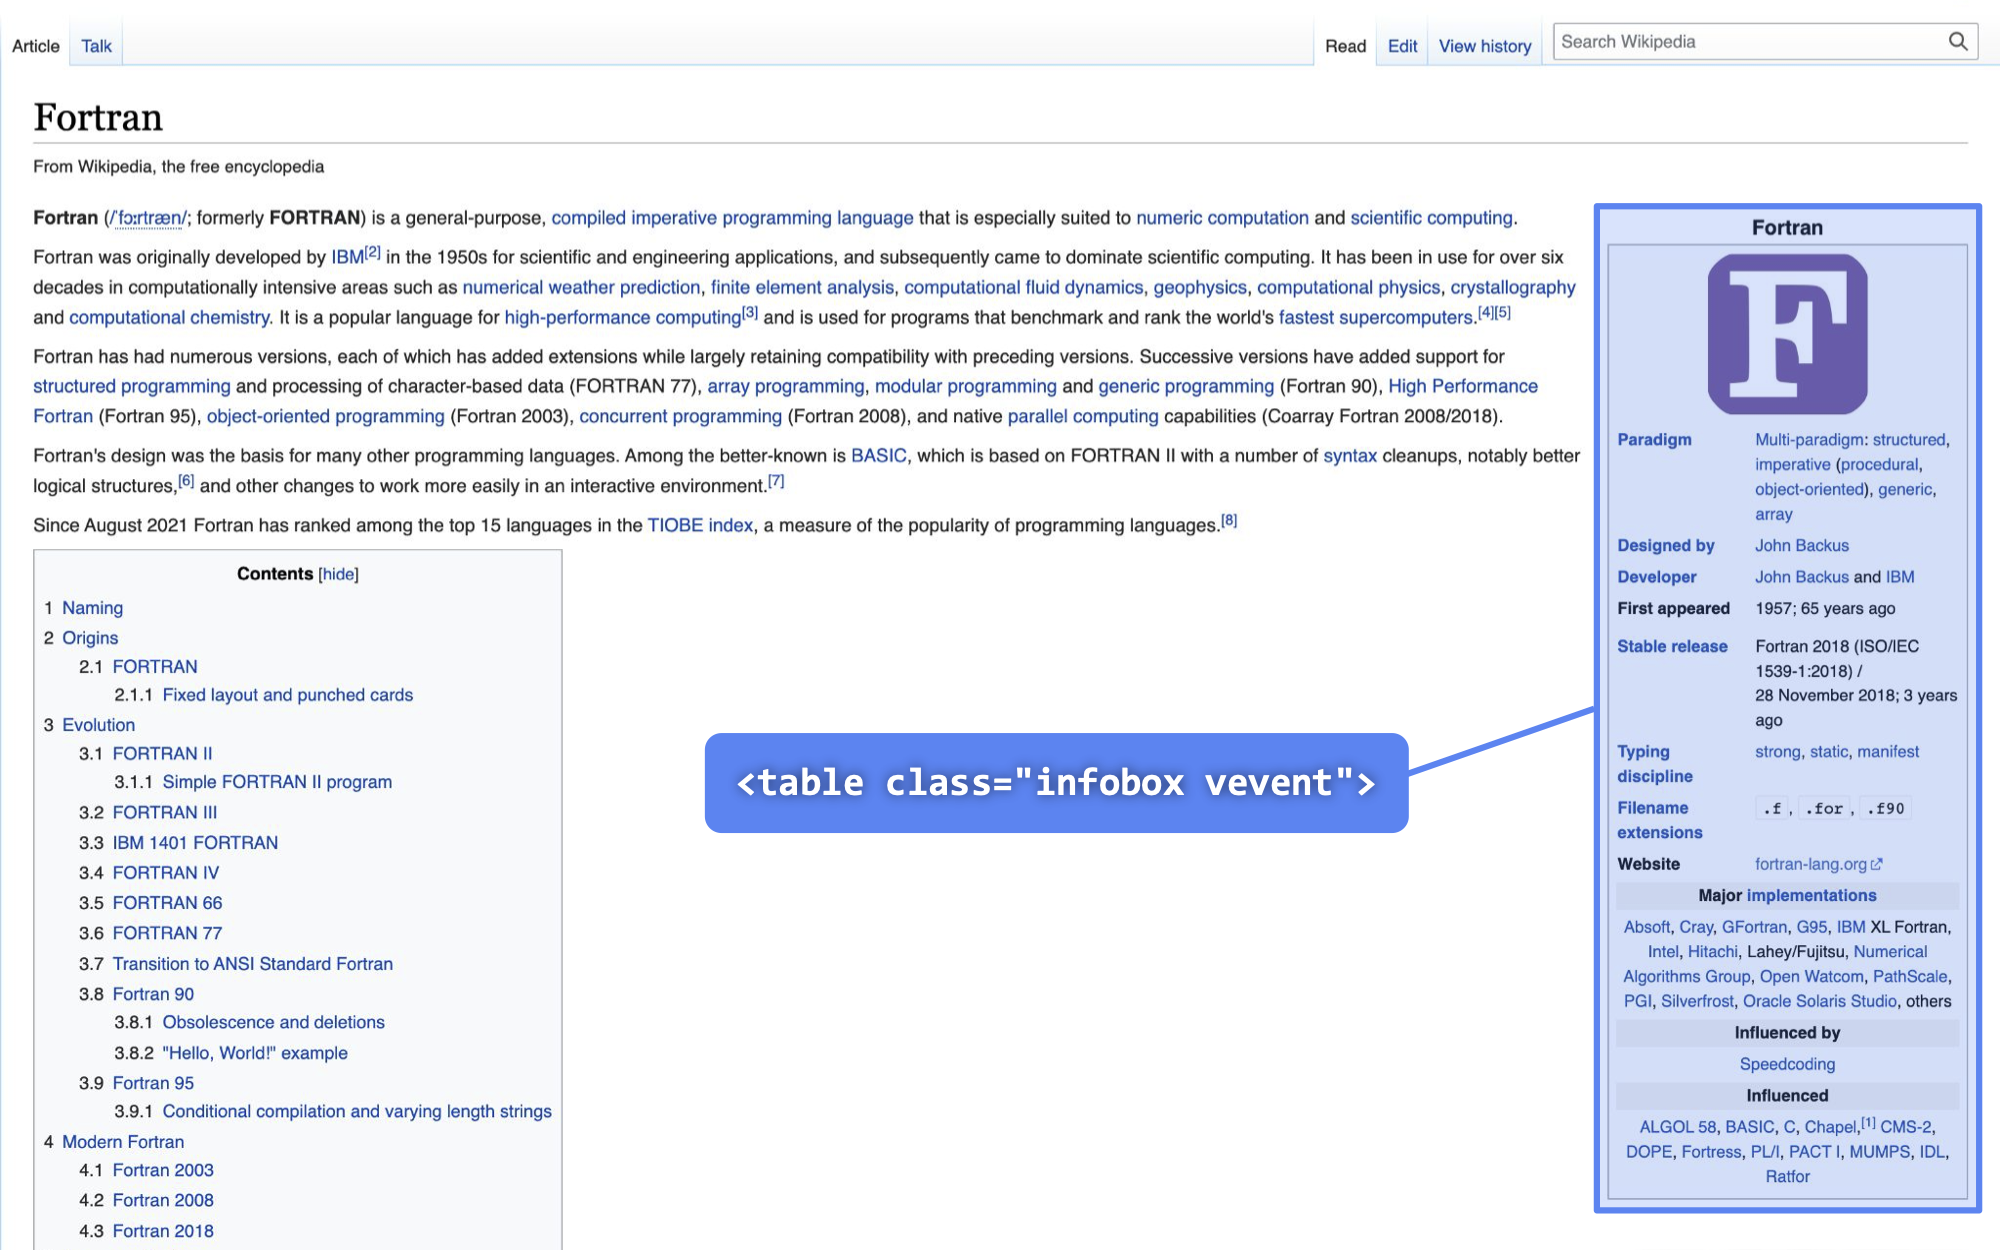 Article Talk Read Edit View history Search Wikipedia
Fortran
From Wikipedia, the free encyclopedia
Fortran (/ˈfɔːrtræn/; formerly FORTRAN) is a general-purpose, compiled imperative programming language that is especially suited to numeric computation and scientific computing.
Fortran was originally developed by IBM[2] in the 1950s for scientific and engineering applications, and subsequently came to dominate scientific computing. It has been in use for over six
decades in computationally intensive areas such as numerical weather prediction, finite element analysis, computational fluid dynamics, geophysics, computational physics, crystallography
and computational chemistry. It is a popular language for high-performance computing[3] and is used for programs that benchmark and rank the world's fastest supercomputers.[4][5]
Fortran has had numerous versions, each of which has added extensions while largely retaining compatibility with preceding versions. Successive versions have added support for
structured programming and processing of character-based data (FORTRAN 77), array programming, modular programming and generic programming (Fortran 90), High Performance
Fortran (Fortran 95), object-oriented programming (Fortran 2003), concurrent programming (Fortran 2008), and native parallel computing capabilities (Coarray Fortran 2008/2018).
Fortran's design was the basis for many other programming languages. Among the better-known is BASIC, which is based on FORTRAN II with a number of syntax cleanups, notably better
logical structures,[6] and other changes to work more easily in an interactive environment.[7]
Since August 2021 Fortran has ranked among the top 15 languages in the TIOBE index, a measure of the popularity of programming languages.[8]
Contents [hide]
1 Naming
2 Origins
2.1 FORTRAN
2.1.1 Fixed layout and punched cards
3 Evolution
3.1 FORTRAN II
3.1.1 Simple FORTRAN II program
3.2 FORTRAN III
3.3 IBM 1401 FORTRAN
3.4 FORTRAN IV
3.5 FORTRAN 66
3.6 FORTRAN 77
3.7 Transition to ANSI Standard Fortran
3.8 Fortran 90
3.8.1 Obsolescence and deletions
3.8.2 "Hello, World!" example
3.9 Fortran 95
3.9.1 Conditional compilation and varying length strings
4 Modern Fortran
4.1 Fortran 2003
4.2 Fortran 2008
4.3 Fortran 2018
<table class="infobox vevent">
Fortran
F
Paradigm Multi-paradigm: structured,
imperative (procedural,
object-oriented), generic,
array
Designed by John Backus
Developer John Backus and IBM
First appeared 1957; 65 years ago
Stable release Fortran 2018 (ISO/IEC
1539-1:2018) /
28 November 2018; 3 years
ago
Typing strong, static, manifest
discipline
Filename .f, .for, .f90
extensions
Website fortran-lang.org
Major implementations
Absoft, Cray, GFortran, G95, IBM XL Fortran,
Intel, Hitachi, Lahey/Fujitsu, Numerical
Algorithms Group, Open Watcom, PathScale,
PGI, Silverfrost, Oracle Solaris Studio, others
Influenced by
Speedcoding
Influenced
ALGOL 58, BASIC, C, Chapel,[1] CMS-2,
DOPE, Fortress, PL/I, PACT I, MUMPS, IDL,
Ratfor